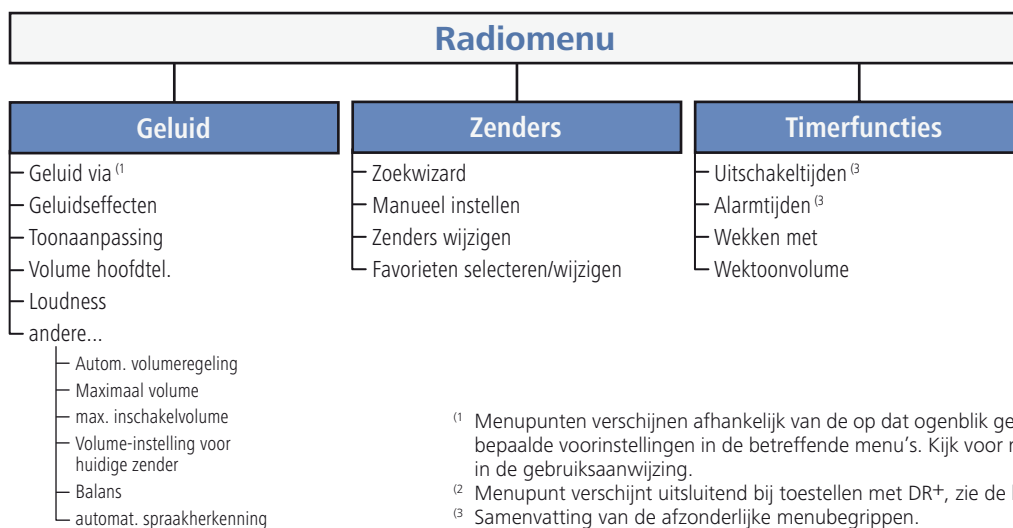 Radiomenu
Geluid
Geluid via (1
Geluidseffecten
Toonaanpassing
Volume hoofdtel.
Loudness
andere...
Autom. volumeregeling
Maximaal volume
max. inschakelvolume
Volume-instelling voor
huidige zender
Balans
automat. spraakherkenning
Zenders
Zoekwizard
Manueel instellen
Zenders wijzigen
Favorieten selecteren/wijzigen
Timerfuncties
Uitschakeltijden (3
Alarmtijden (3
Wekken met
Wektoonvolume
(1 Menupunten verschijnen afhankelijk van de op dat ogenblik ge
bepaalde voorinstellingen in de betreffende menu's. Kijk voor
in de gebruiksaanwijzing.
(2 Menupunt verschijnt uitsluitend bij toestellen met DR+, zie de
(3 Samenvatting van de afzonderlijke menubegrippen.